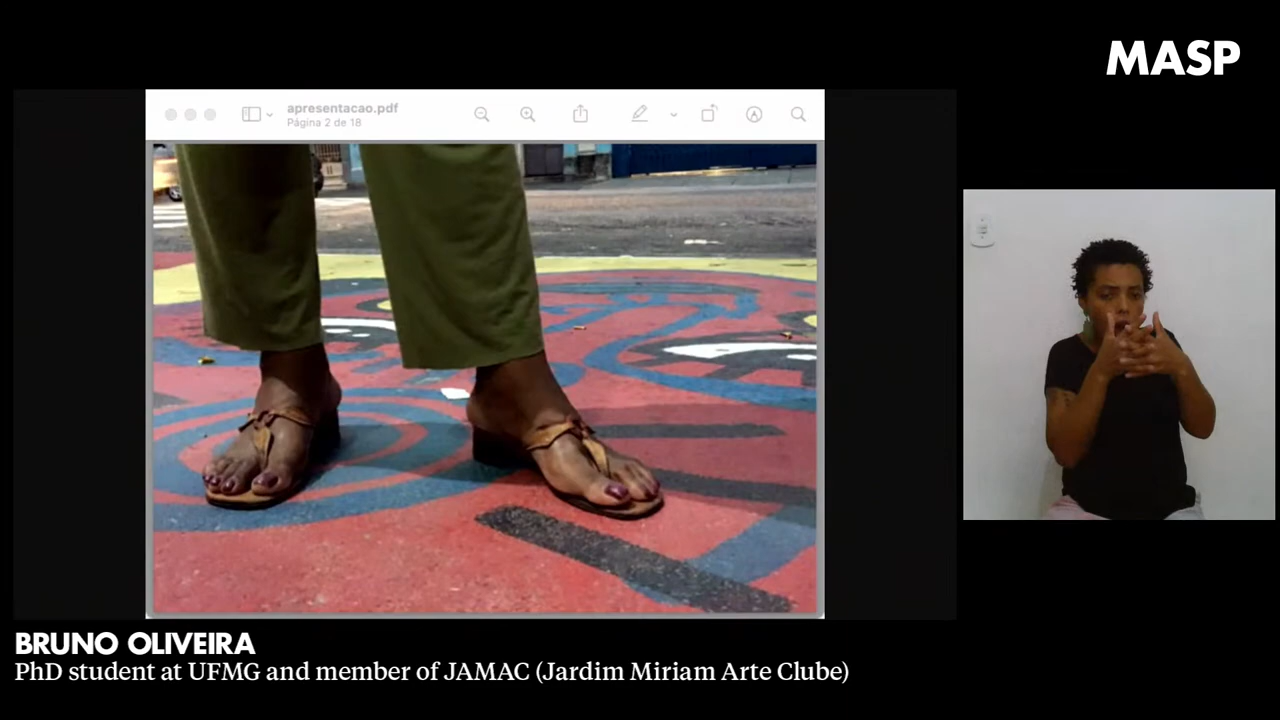 MASP
apresentacao.pdf
Página 2 de 18
BRUNO OLIVEIRA
PhD student at UFMG and member of JAMAC (Jardim Miriam Arte Clube)